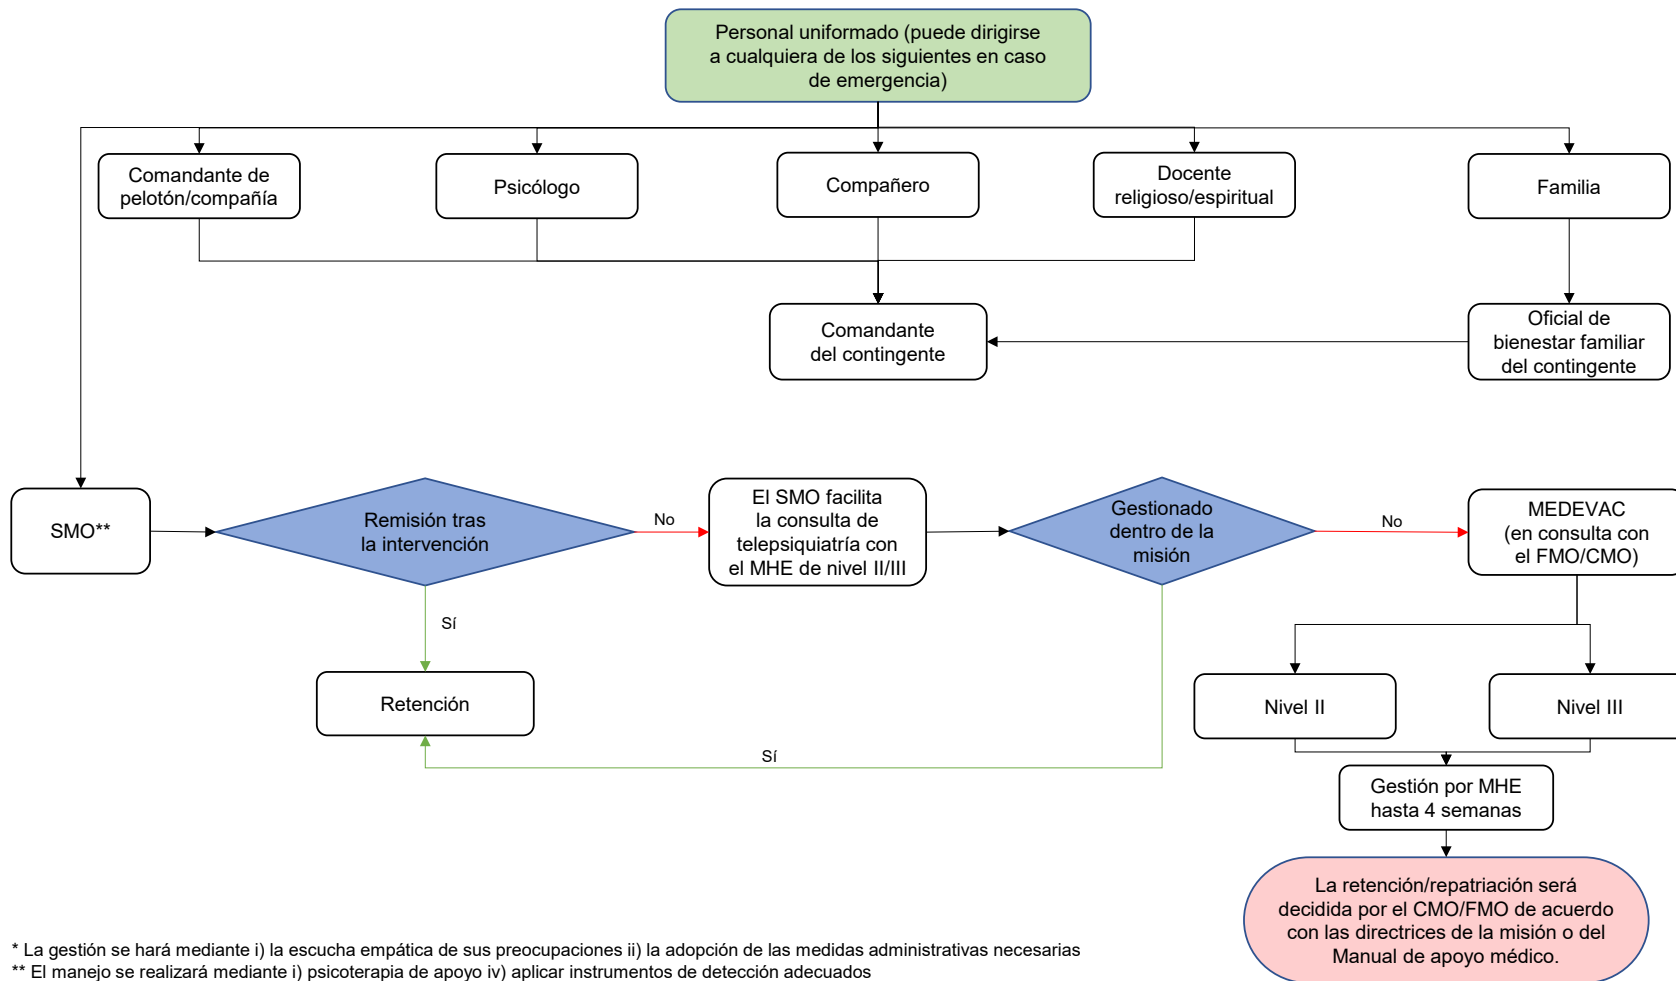 Personal uniformado (puede dirigirse
a cualquiera de los siguientes en caso
de emergencia)
Comandante de
pelotón/compañía
Psicólogo
Compañero
Docente
religioso/espiritual
Familia
Comandante
del contingente
Oficial de
bienestar familiar
del contingente
SMO**
Remisión tras
la intervención
No
El SMO facilita
la consulta de
telepsiquiatría con
el MHE de nivel II/III
Gestionado
dentro de la
misión
No
MEDEVAC
(en consulta con
el FMO/CMO)
Sí
Retención
Sí
Nivel II
Nivel III
Gestión por MHE
hasta 4 semanas
La retención/repatriación será
decidida por el CMO/FMO de acuerdo
con las directrices de la misión o del
Manual de apoyo médico.
* La gestión se hará mediante i) la escucha empática de sus preocupaciones ii) la adopción de las medidas administrativas necesarias
** El manejo se realizará mediante i) psicoterapia de apoyo iv) aplicar instrumentos de detección adecuados